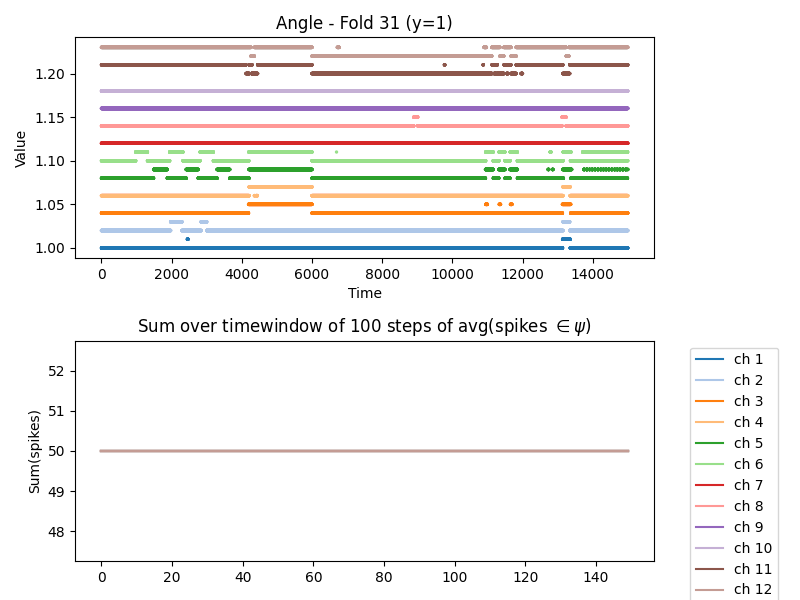 Angle - Fold 31 (y=1)
Value
1.20
1.15
1.10
1.05
1.00
0 2000 4000 6000 8000 10000 12000 14000
Time
Sum over timewindow of 100 steps of avg(spikes ∈ψ)
Sum(spikes)
52
51
50
49
48
0 20 40 60 80 100 120 140
ch 1
ch 2
ch 3
ch 4
ch 5
ch 6
ch 7
ch 8
ch 9
ch 10
ch 11
ch 12